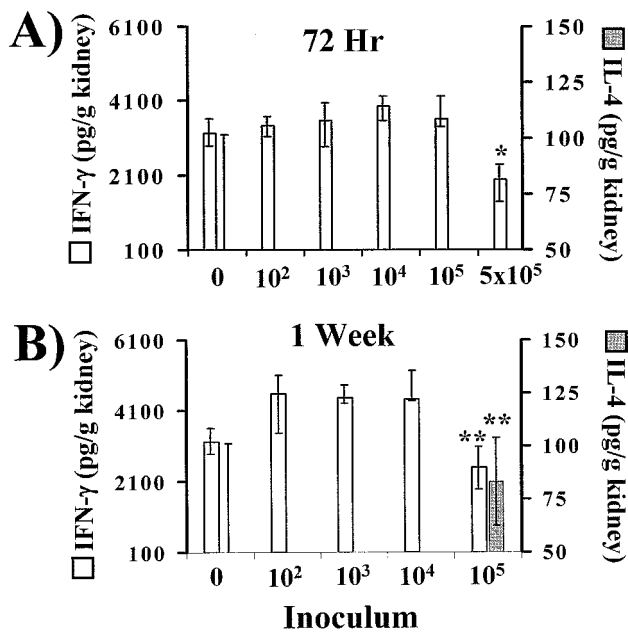 A)
72 Hr
IFN-γ (pg/g kidney)
6100
4100
2100
100
150
125
100
75
50
IL-4 (pg/g kidney)
*
0 10² 10³ 10⁴ 10⁵ 5x10⁵
B)
1 Week
IFN-γ (pg/g kidney)
6100
4100
2100
100
150
125
100
75
50
IL-4 (pg/g kidney)
** **
0 10² 10³ 10⁴ 10⁵
Inoculum